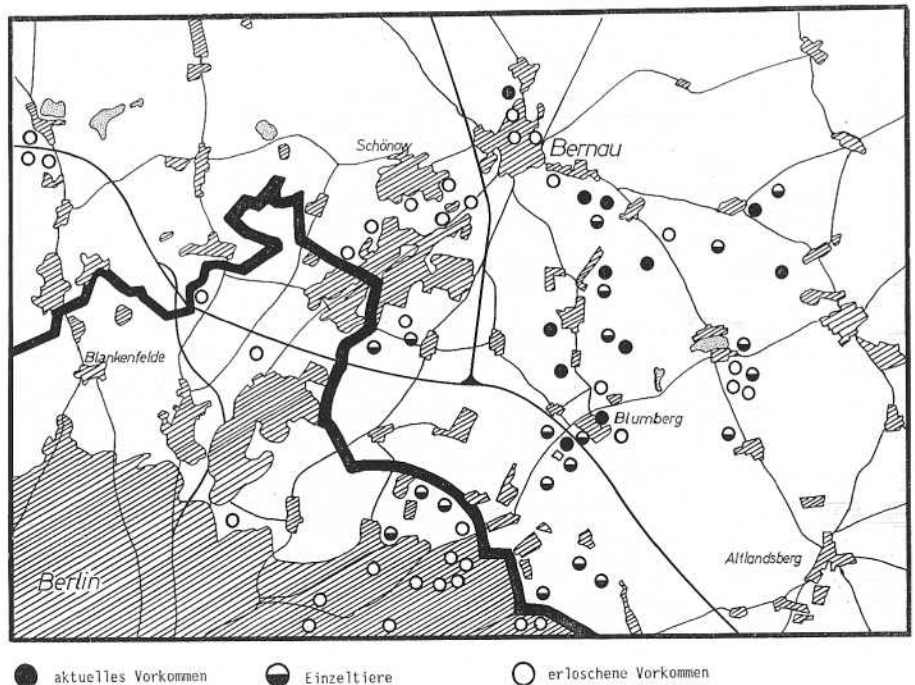 Schönow
Bernau
Blankenfelde
Blumberg
Altlandsberg
Berlin
aktuelles Vorkommen
Einzeltiere
erloschene Vorkommen